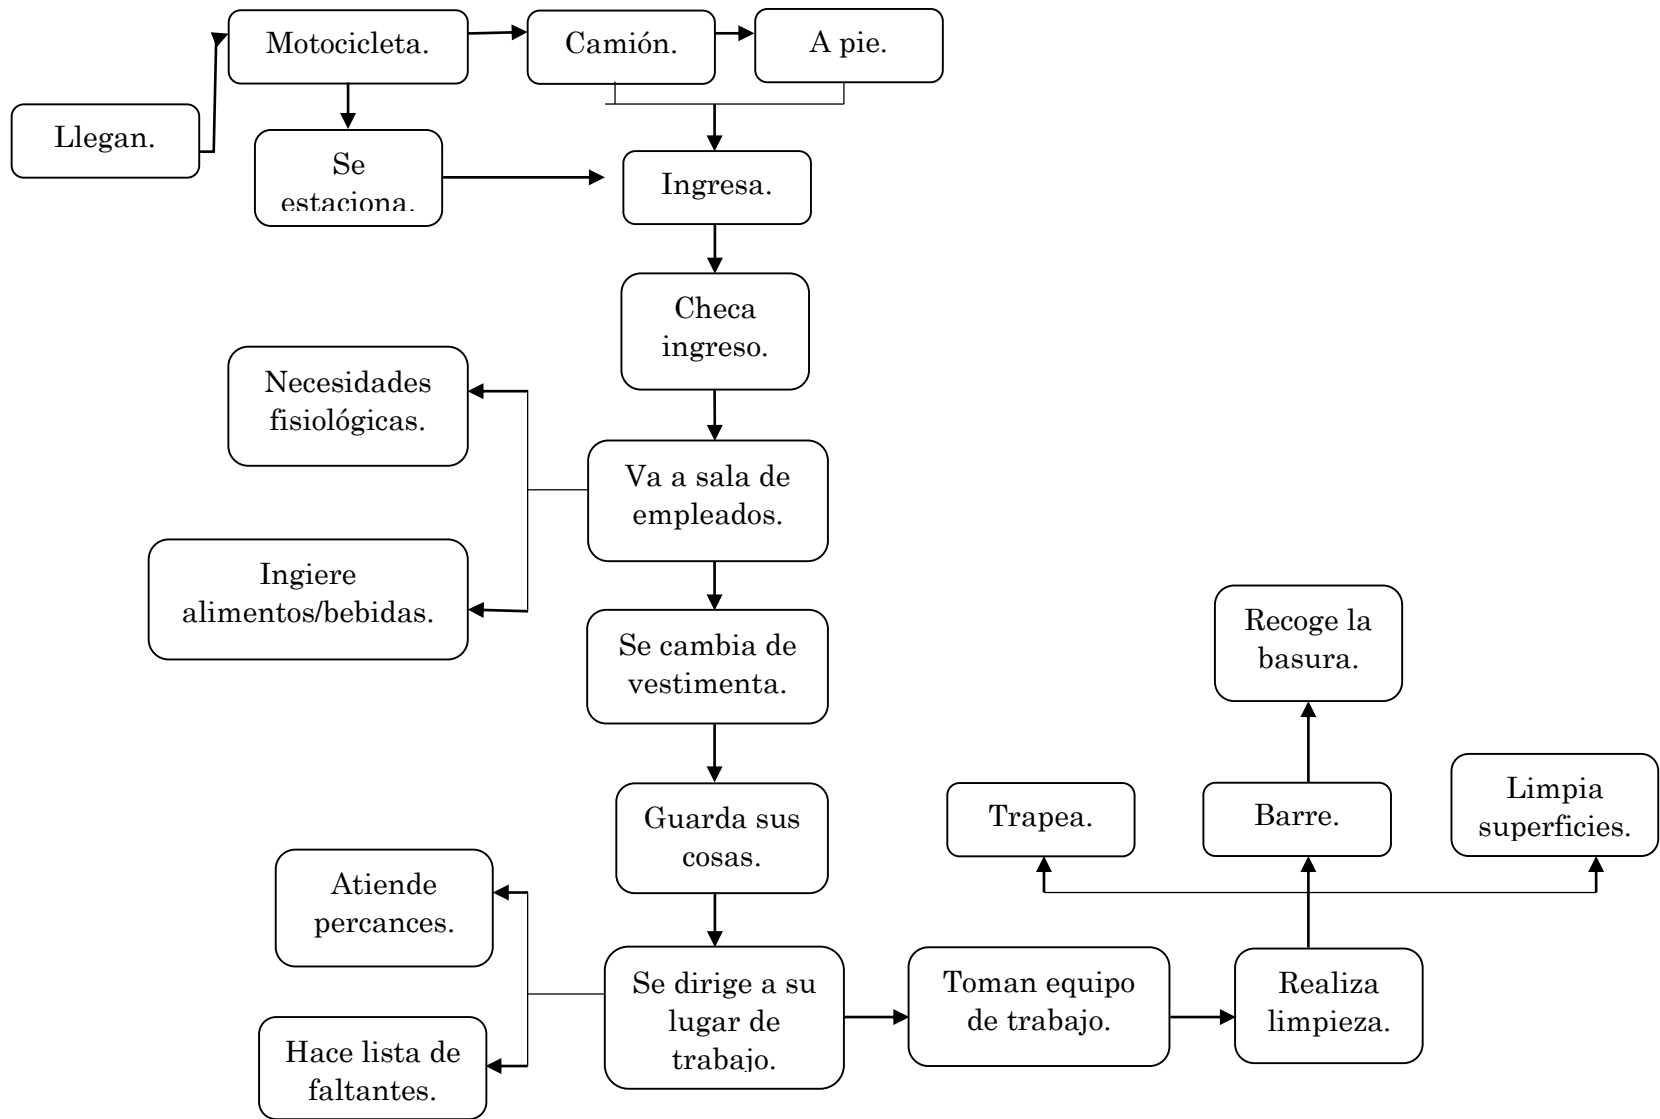 Motocicleta.
Camión.
A pie.
Llegan.
Se
estaciona.
Ingresa.
Checa
ingreso.
Necesidades
fisiológicas.
Va a sala de
empleados.
Ingiere
alimentos/bebidas.
Se cambia de
vestimenta.
Recoge la
basura.
Guarda sus
cosas.
Trapea.
Barre.
Limpia
superficies.
Atiende
percances.
Se dirige a su
lugar de
trabajo.
Toman equipo
de trabajo.
Realiza
limpieza.
Hace lista de
faltantes.